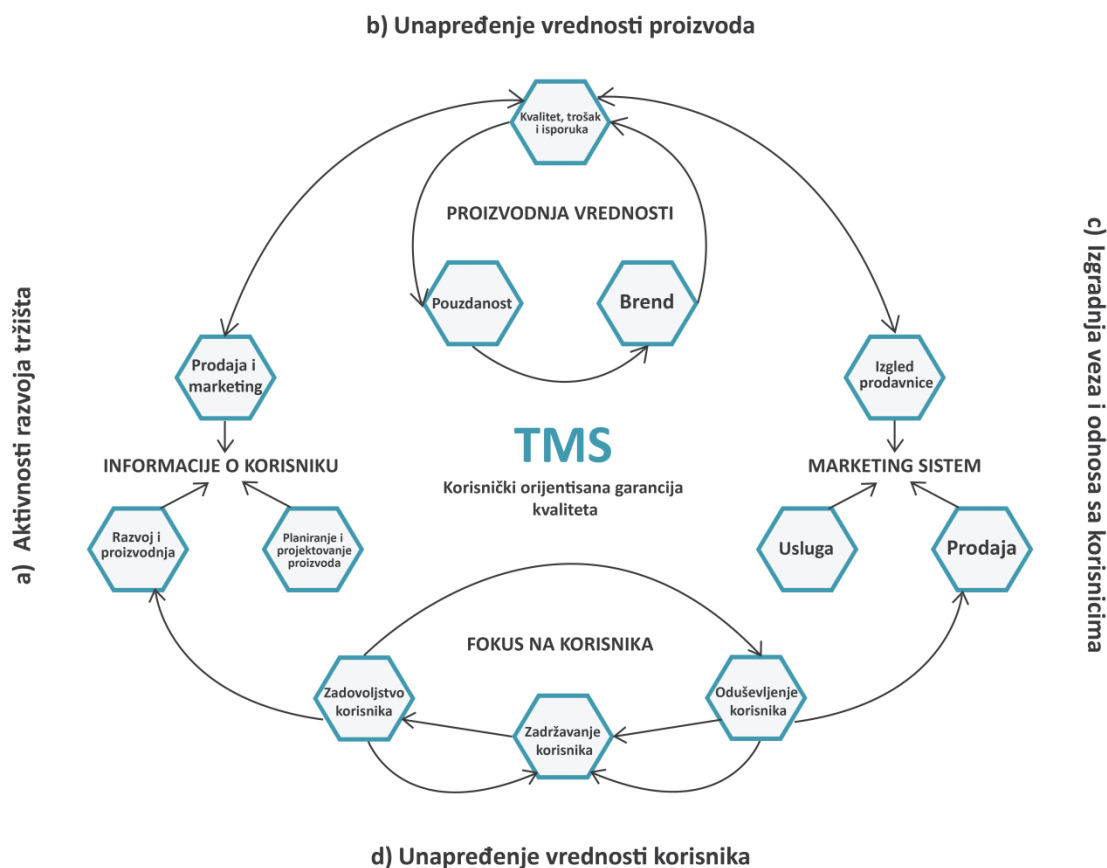 b) Unapređenje vrednosti proizvoda
Kvalitet, trošak
i isporuka
PROIZVODNJA VREDNOSTI
Pouzdanost
Brend
a) Aktivnosti razvoja tržišta
c) Izgradnja veza i odnosa sa korisnicima
Prodaja i
marketing
Izgled
prodavnice
TMS
Korisnički orijentisana garancija
kvaliteta
INFORMACIJE O KORISNIKU
MARKETING SISTEM
Razvoj i
proizvodnja
Planiranje i
projektovanje
proizvoda
Usluga
Prodaja
FOKUS NA KORISNIKA
Zadovoljstvo
korisnika
Zadržavanje
korisnika
Oduševljenje
korisnika
d) Unapređenje vrednosti korisnika